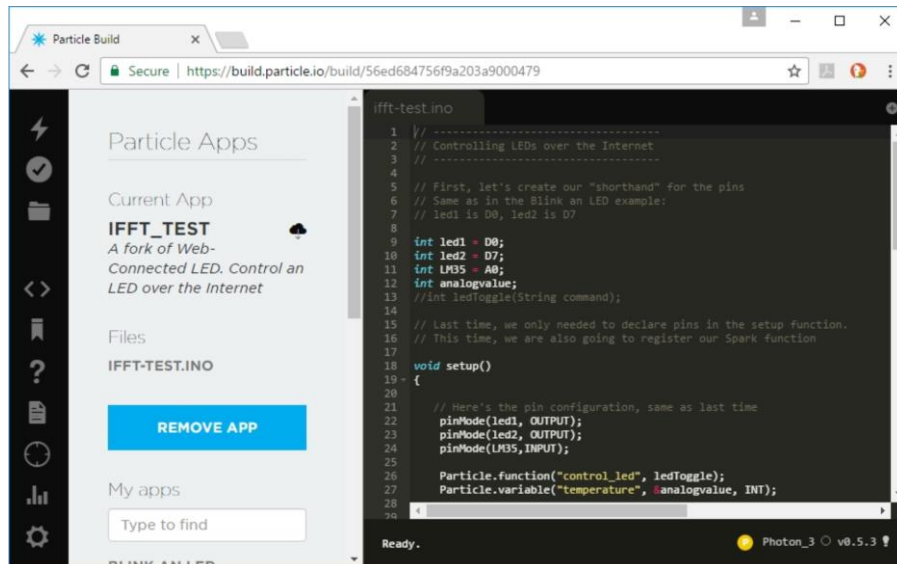 Particle Build
Secure | https://build.particle.io/build/56ed684756f9a203a9000479
Particle Apps
Current App
IFFT_TEST
A fork of Web-
Connected LED. Control an
LED over the Internet
Files
IFFT-TEST.INO
REMOVE APP
My apps
Type to find
BLINK AN LED
ifft-test.ino
1 // -----------------------------------
2 // Controlling LEDs over the Internet
3 // -----------------------------------
4
5 // First, let's create our "shorthand" for the pins
6 // Same as in the Blink an LED example:
7 // led1 is D0, led2 is D7
8
9 int led1 = D0;
10 int led2 = D7;
11 int LM35 = A0;
12 int analogvalue;
13 //int ledToggle(String command);
14
15 // Last time, we only needed to declare pins in the setup function.
16 // This time, we are also going to register our Spark function
17
18 void setup()
19 {
20
21 // Here's the pin configuration, same as last time
22 pinMode(led1, OUTPUT);
23 pinMode(led2, OUTPUT);
24 pinMode(LM35,INPUT);
25
26 Particle.function("control_led", ledToggle);
27 Particle.variable("temperature", &analogvalue, INT);
28
29
Ready.
P Photon_3 v0.5.3